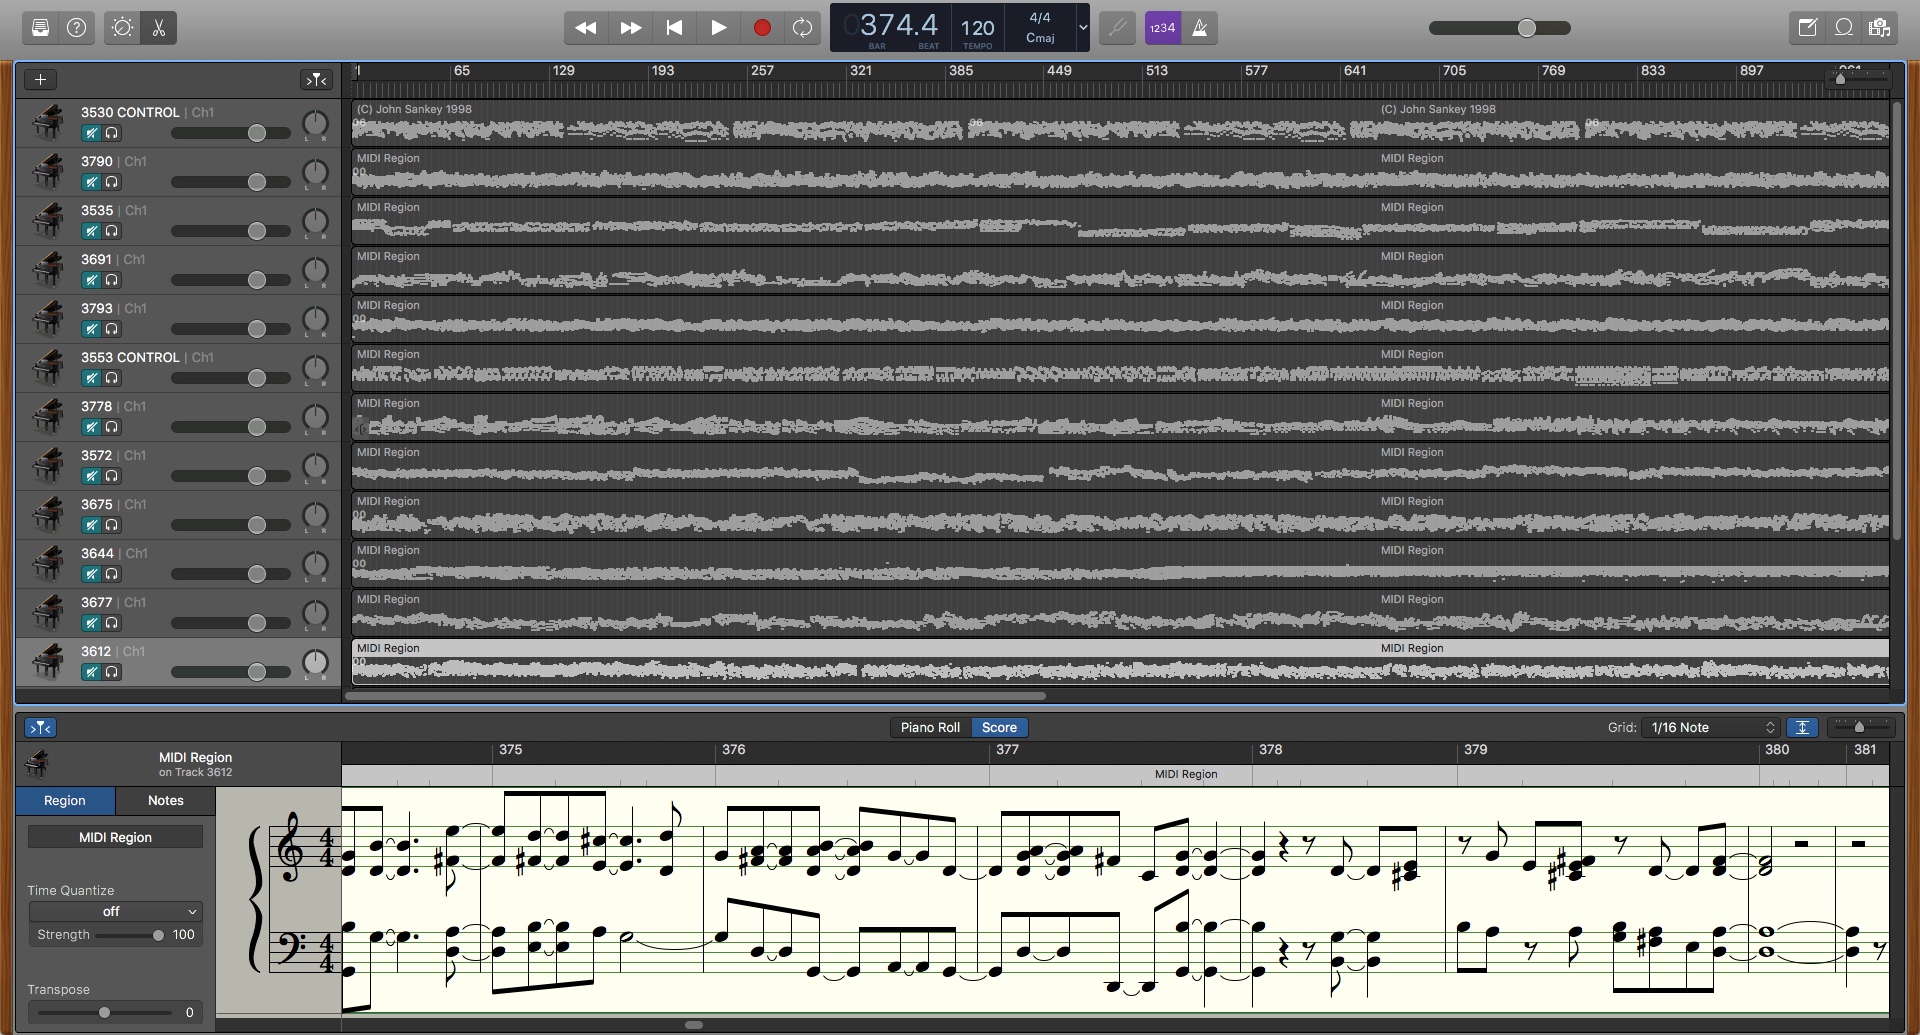 374.4
BAR BEAT
120
TEMPO
4/4
Cmaj
1234
1 65 129 193 257 321 385 449 513 577 641 705 769 833 897 961
3530 CONTROL | Ch1
L R
(C) John Sankey 1998 (C) John Sankey 1998
3790 | Ch1
L R
MIDI Region MIDI Region
3535 | Ch1
L R
MIDI Region MIDI Region
3691 | Ch1
L R
MIDI Region MIDI Region
3793 | Ch1
L R
MIDI Region MIDI Region
3553 CONTROL | Ch1
L R
MIDI Region MIDI Region
3778 | Ch1
L R
MIDI Region MIDI Region
3572 | Ch1
L R
MIDI Region MIDI Region
3675 | Ch1
L R
MIDI Region MIDI Region
3644 | Ch1
L R
MIDI Region MIDI Region
3677 | Ch1
L R
MIDI Region MIDI Region
3612 | Ch1
L R
MIDI Region MIDI Region
Piano Roll Score
Grid: 1/16 Note
MIDI Region
on Track 3612
375 376 377 378 379 380 381
MIDI Region
Region Notes
MIDI Region
Time Quantize
off
Strength 100
Transpose
0
4
4
4
4